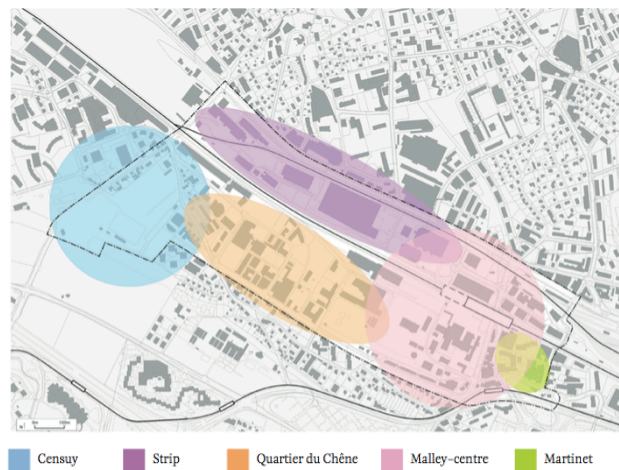 Censuy
Strip
Quartier du Chêne
Malley-centre
Martinet